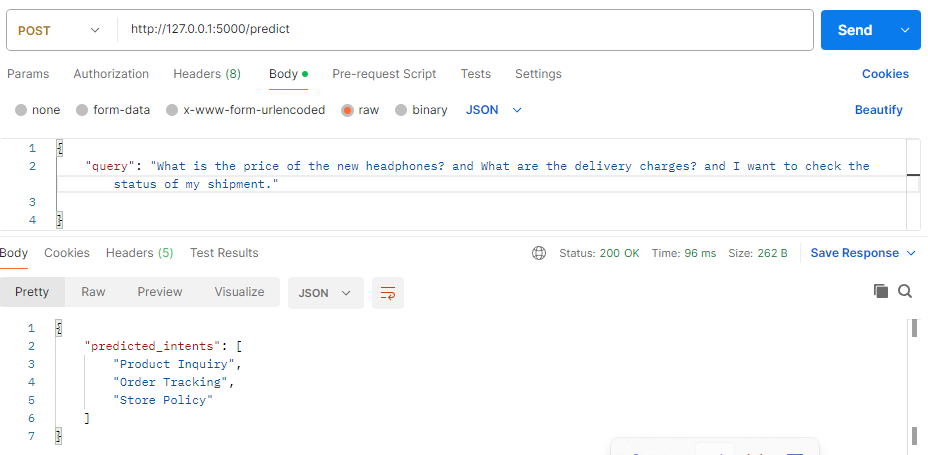 POST http://127.0.0.1:5000/predict Send
Params Authorization Headers (8) Body Pre-request Script Tests Settings Cookies
none form-data x-www-form-urlencoded raw binary JSON Beautify
1 {
2 "query": "What is the price of the new headphones? and What are the delivery charges? and I want to check the
status of my shipment."
3
4 }
Body Cookies Headers (5) Test Results Status: 200 OK Time: 96 ms Size: 262 B Save Response
Pretty Raw Preview Visualize JSON
1 {
2 "predicted_intents": [
3 "Product Inquiry",
4 "Order Tracking",
5 "Store Policy"
6 ]
7 }